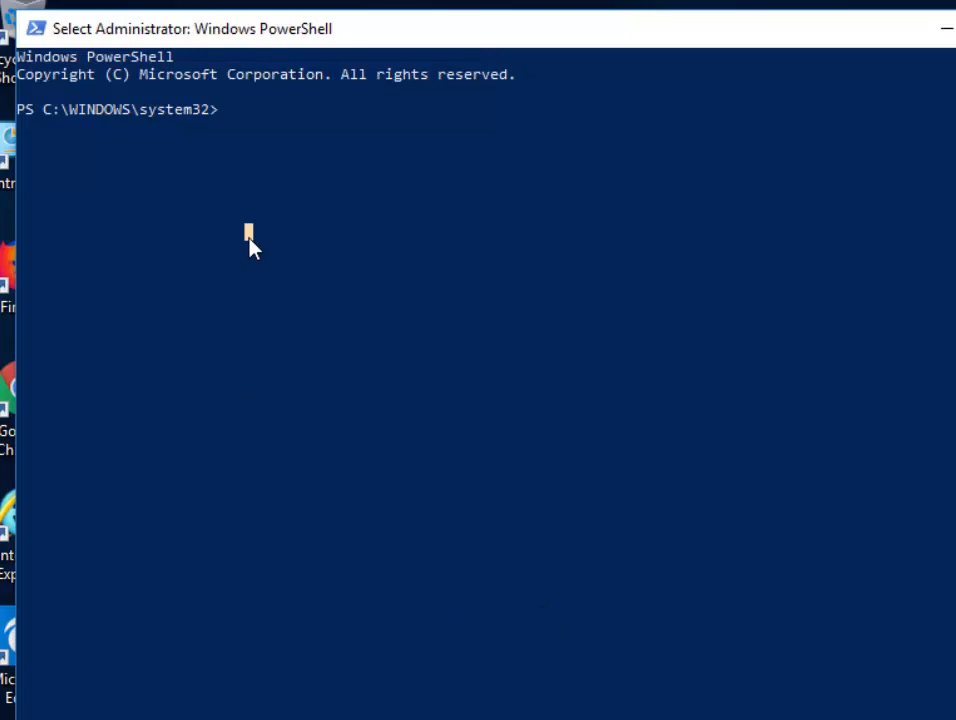 Select Administrator: Windows PowerShell
Windows PowerShell
Copyright (C) Microsoft Corporation. All rights reserved.
PS C:\WINDOWS\system32>